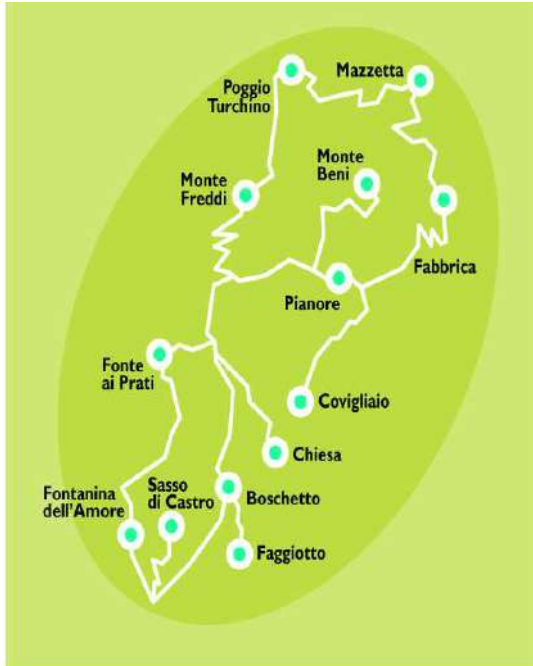 Mazzetta
Poggio
Turchino
Monte
Beni
Monte
Freddi
Fabbrica
Pianore
Fonte
ai Prati
Covigliaio
Chiesa
Sasso
di Castro
Fontanina
dell'Amore
Boschetto
Faggiotto